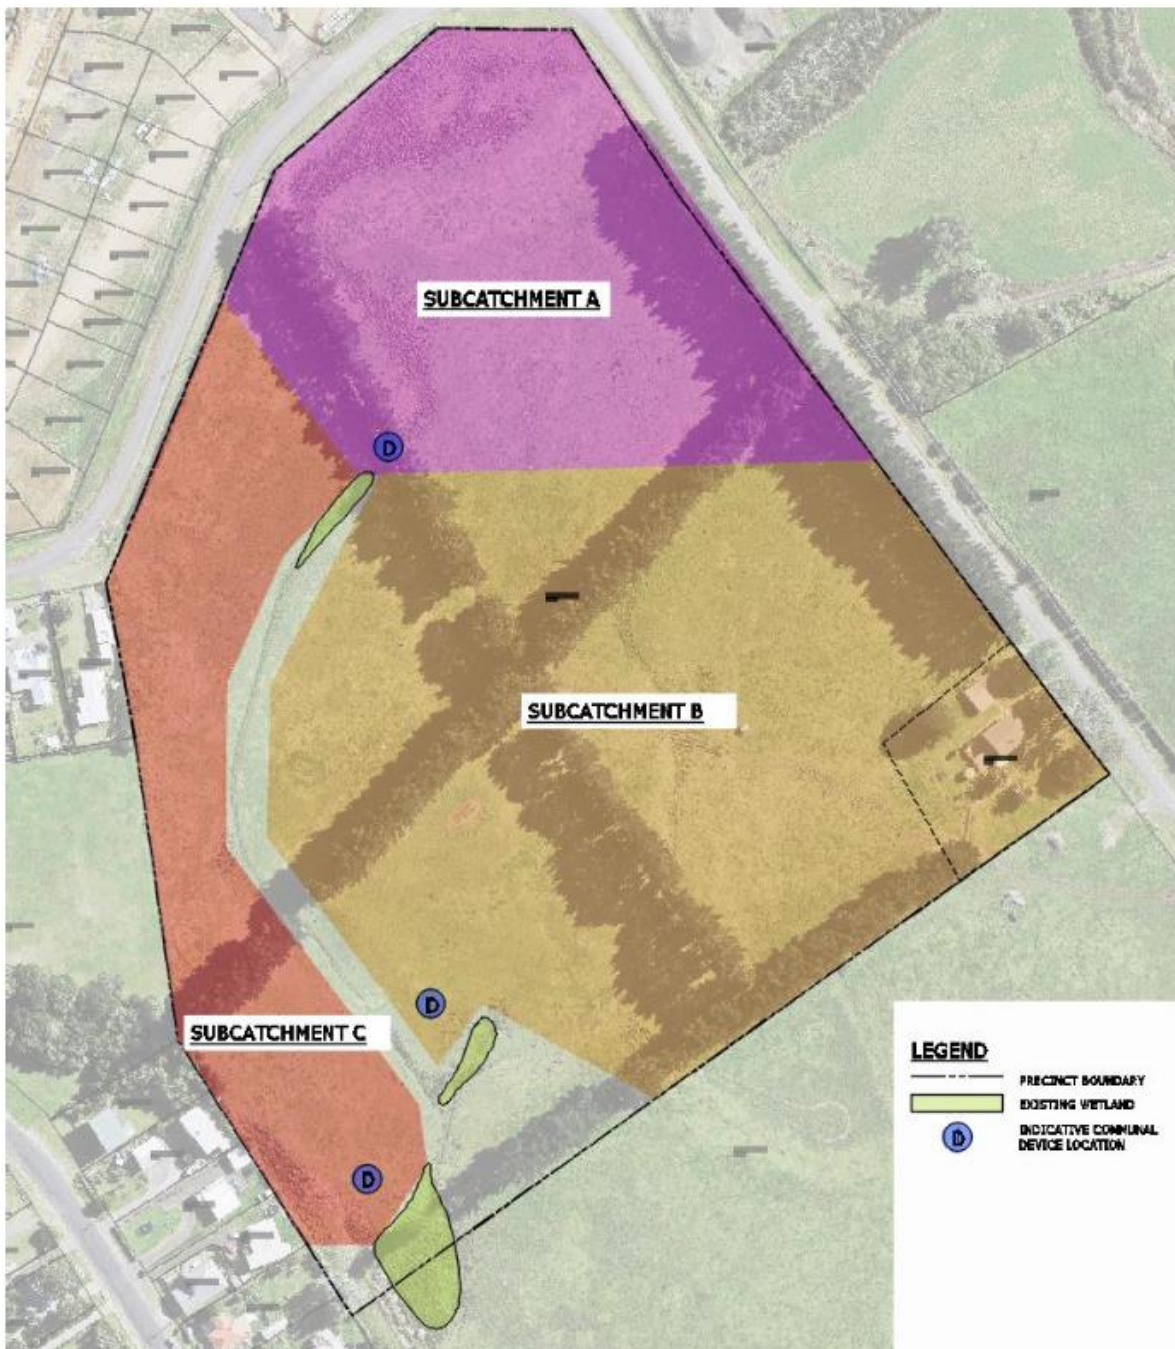 SUBCATCHMENT A
D
SUBCATCHMENT B
D
SUBCATCHMENT C
D
LEGEND
PRECINCT BOUNDARY
EXISTING WETLAND
D
INDICATIVE COMMUNAL
DEVICE LOCATION